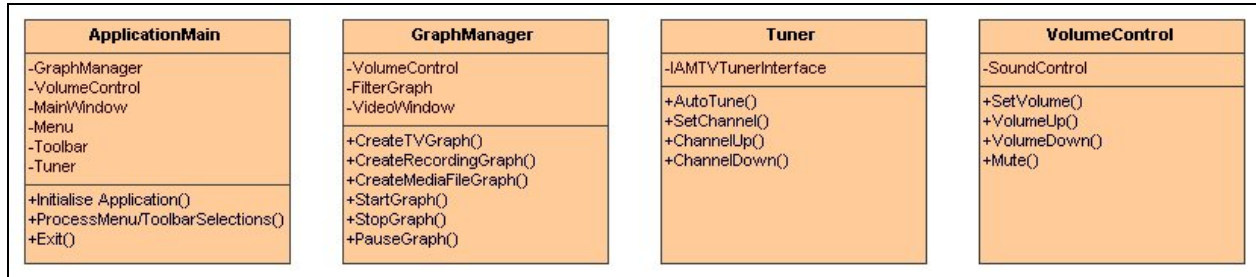 ApplicationMain
-GraphManager
-VolumeControl
-MainWindow
-Menu
-Toolbar
-Tuner
+Initialise Application()
+ProcessMenu/ToolbarSelections()
+Exit()
GraphManager
-VolumeControl
-FilterGraph
-VideoWindow
+CreateTVGraph()
+CreateRecordingGraph()
+CreateMediaFileGraph()
+StartGraph()
+StopGraph()
+PauseGraph()
Tuner
-IAMTVTunerInterface
+AutoTune()
+SetChannel()
+ChannelUp()
+ChannelDown()
VolumeControl
-SoundControl
+SetVolume()
+VolumeUp()
+VolumeDown()
+Mute()